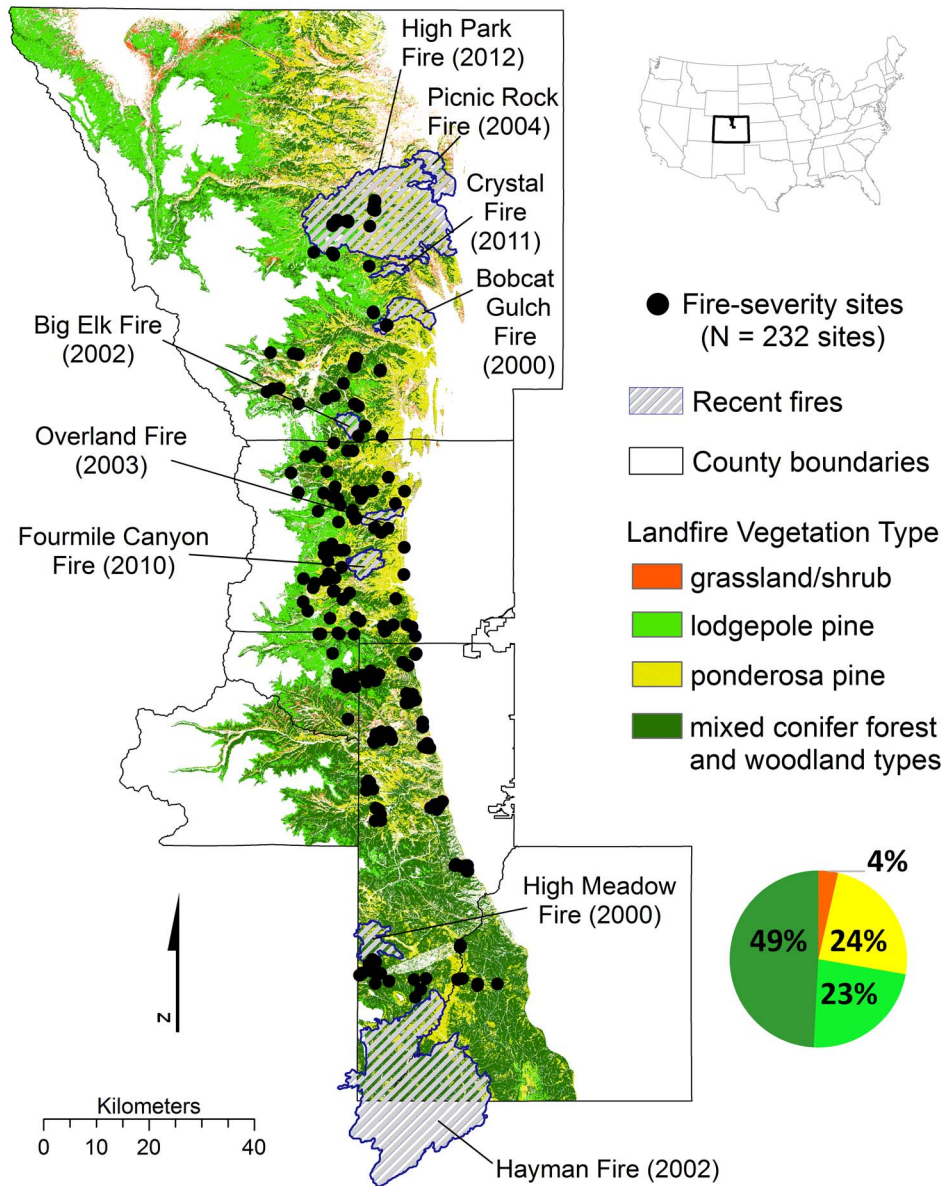 High Park
Fire (2012)
Picnic Rock
Fire (2004)
Crystal
Fire
(2011)
Bobcat
Gulch
Fire
(2000)
Big Elk Fire
(2002)
Overland Fire
(2003)
Fourmile Canyon
Fire (2010)
High Meadow
Fire (2000)
Hayman Fire (2002)
N
Kilometers
0 10 20 40
Fire-severity sites
(N = 232 sites)
Recent fires
County boundaries
Landfire Vegetation Type
grassland/shrub
lodgepole pine
ponderosa pine
mixed conifer forest
and woodland types
4%
49%
24%
23%